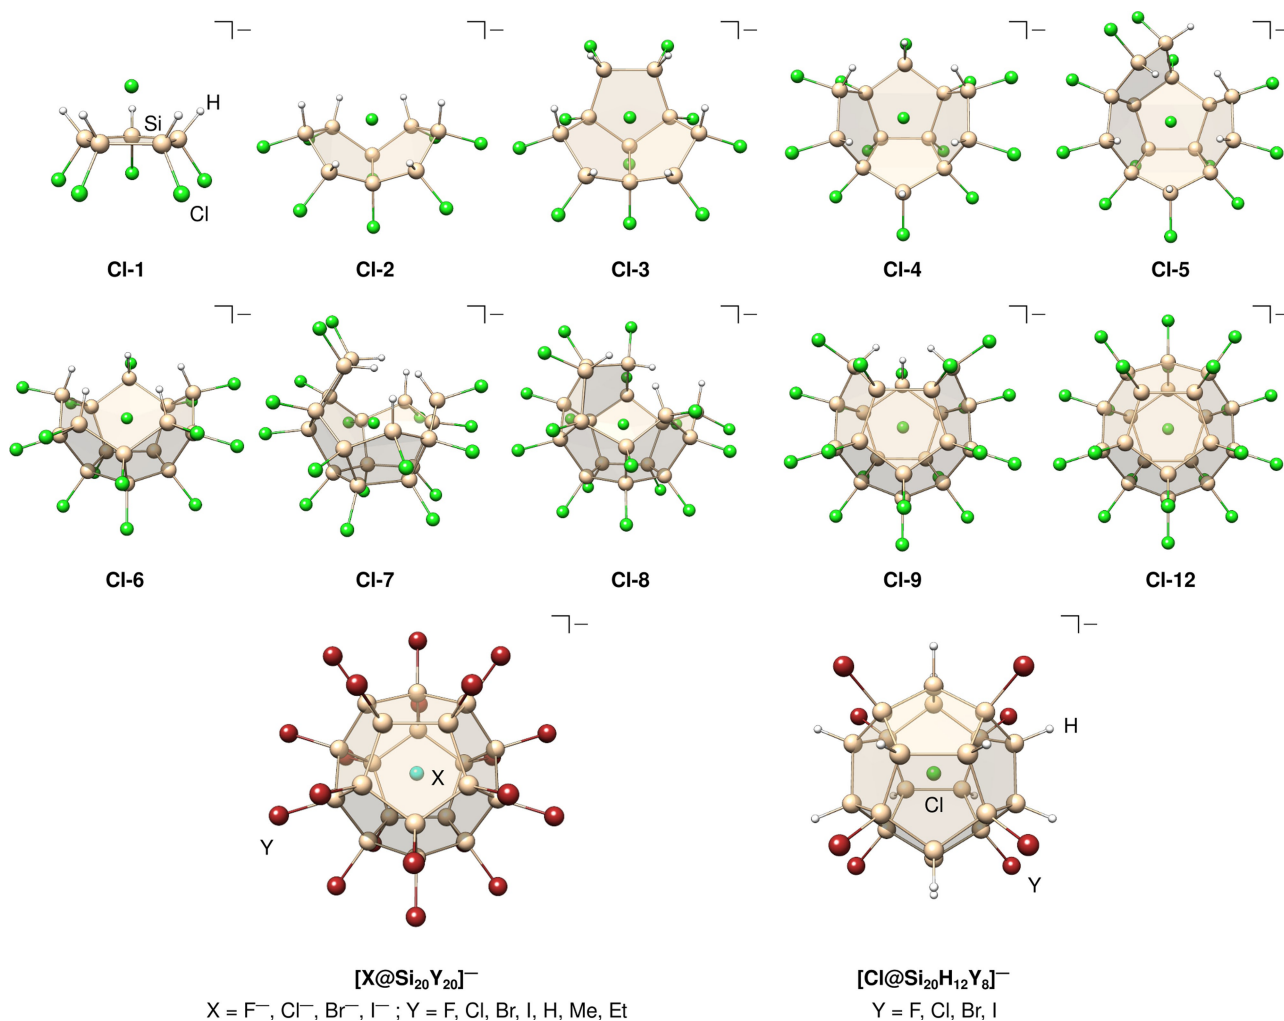 ⁻ ⁻ ⁻ ⁻ ⁻
H
Si
Cl
Cl-1 Cl-2 Cl-3 Cl-4 Cl-5
⁻ ⁻ ⁻ ⁻ ⁻
Cl-6 Cl-7 Cl-8 Cl-9 Cl-12
⁻ ⁻
H
X
Cl
Y
Y
[X@Si₂₀Y₂₀]⁻ [Cl@Si₂₀H₁₂Y₈]⁻
X = F⁻, Cl⁻, Br⁻, I⁻ ; Y = F, Cl, Br, I, H, Me, Et Y = F, Cl, Br, I